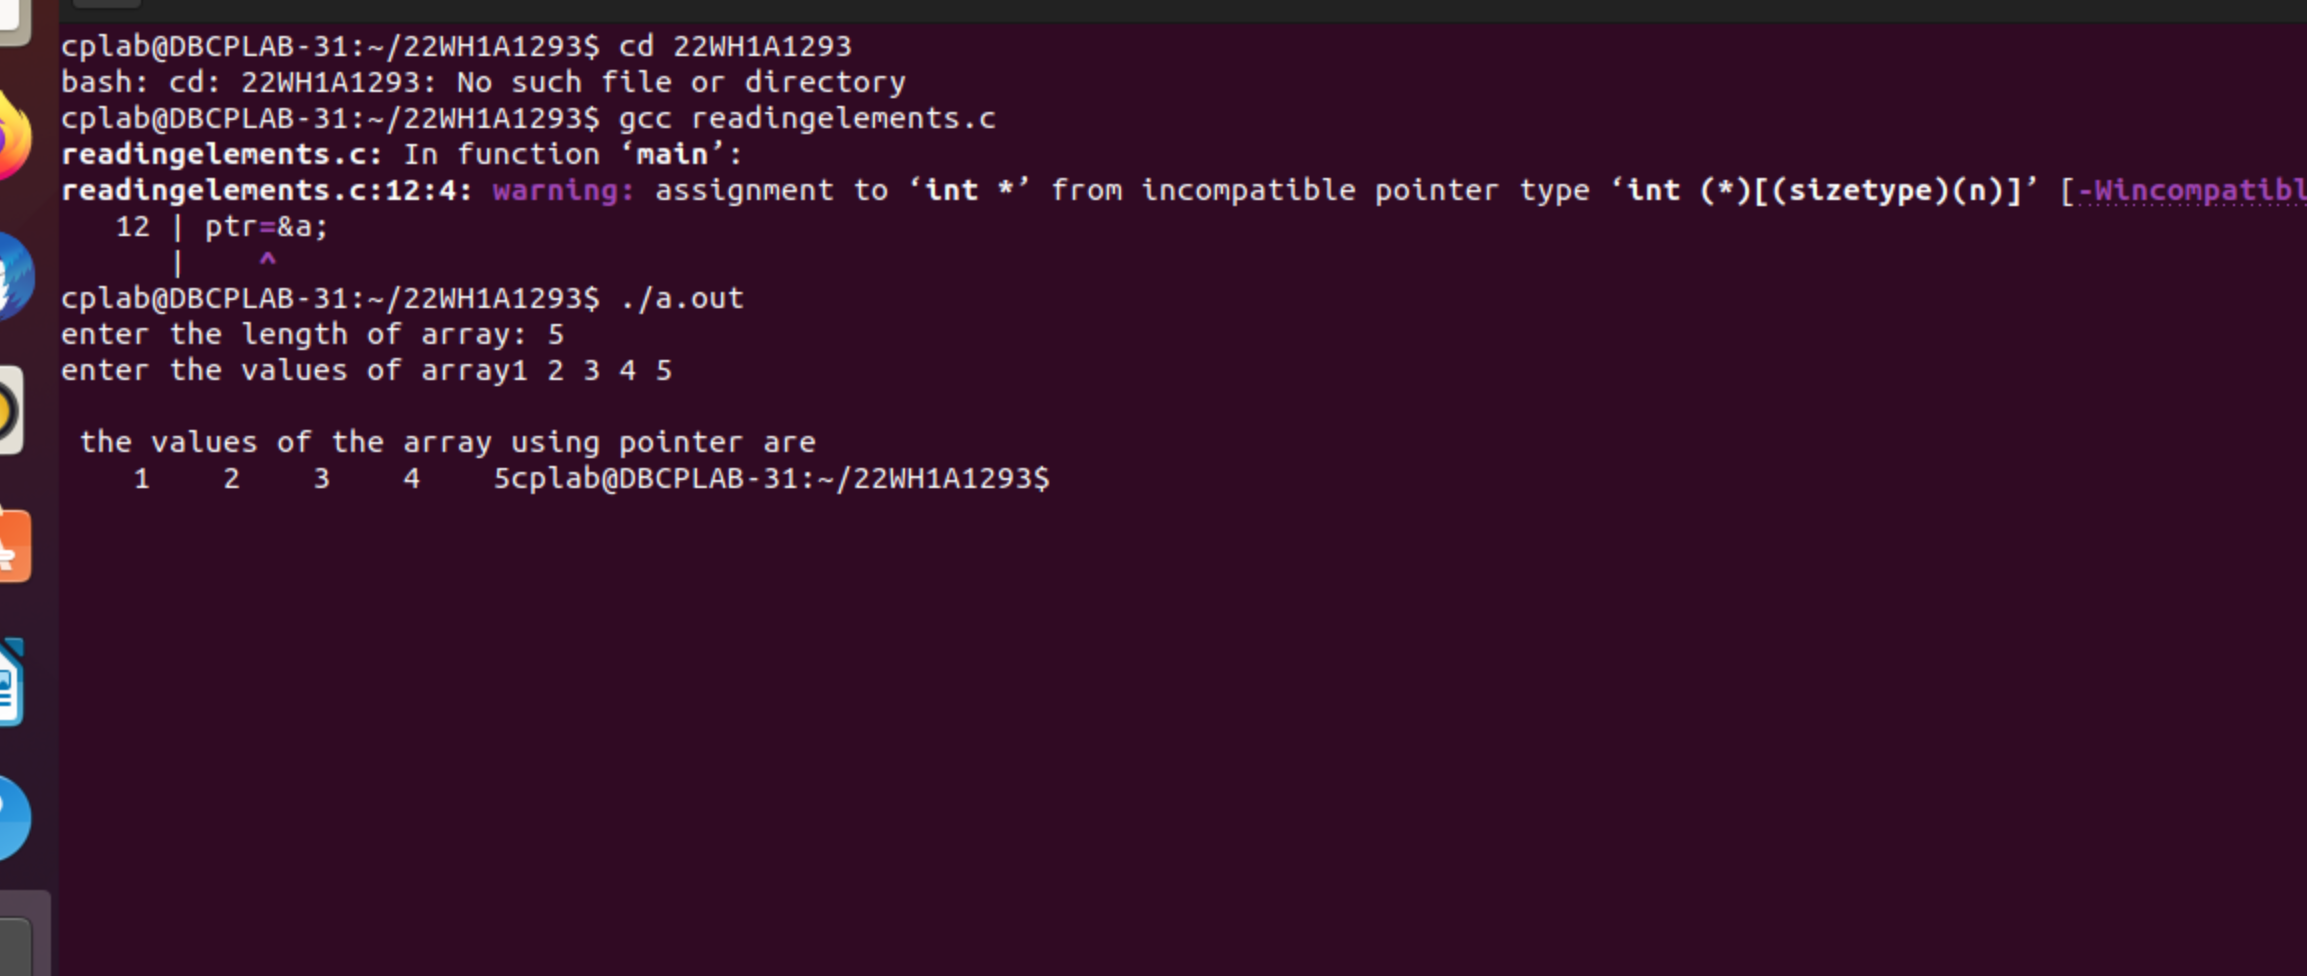 cplab@DBCPLAB-31:~/22WH1A1293$ cd 22WH1A1293
bash: cd: 22WH1A1293: No such file or directory
cplab@DBCPLAB-31:~/22WH1A1293$ gcc readingelements.c
readingelements.c: In function ‘main’:
readingelements.c:12:4: warning: assignment to ‘int *’ from incompatible pointer type ‘int (*)[(sizetype)(n)]’ [-Wincompatibl
   12 | ptr=&a;
      |    ^
cplab@DBCPLAB-31:~/22WH1A1293$ ./a.out
enter the length of array: 5
enter the values of array1 2 3 4 5
 the values of the array using pointer are
    1    2    3    4    5cplab@DBCPLAB-31:~/22WH1A1293$